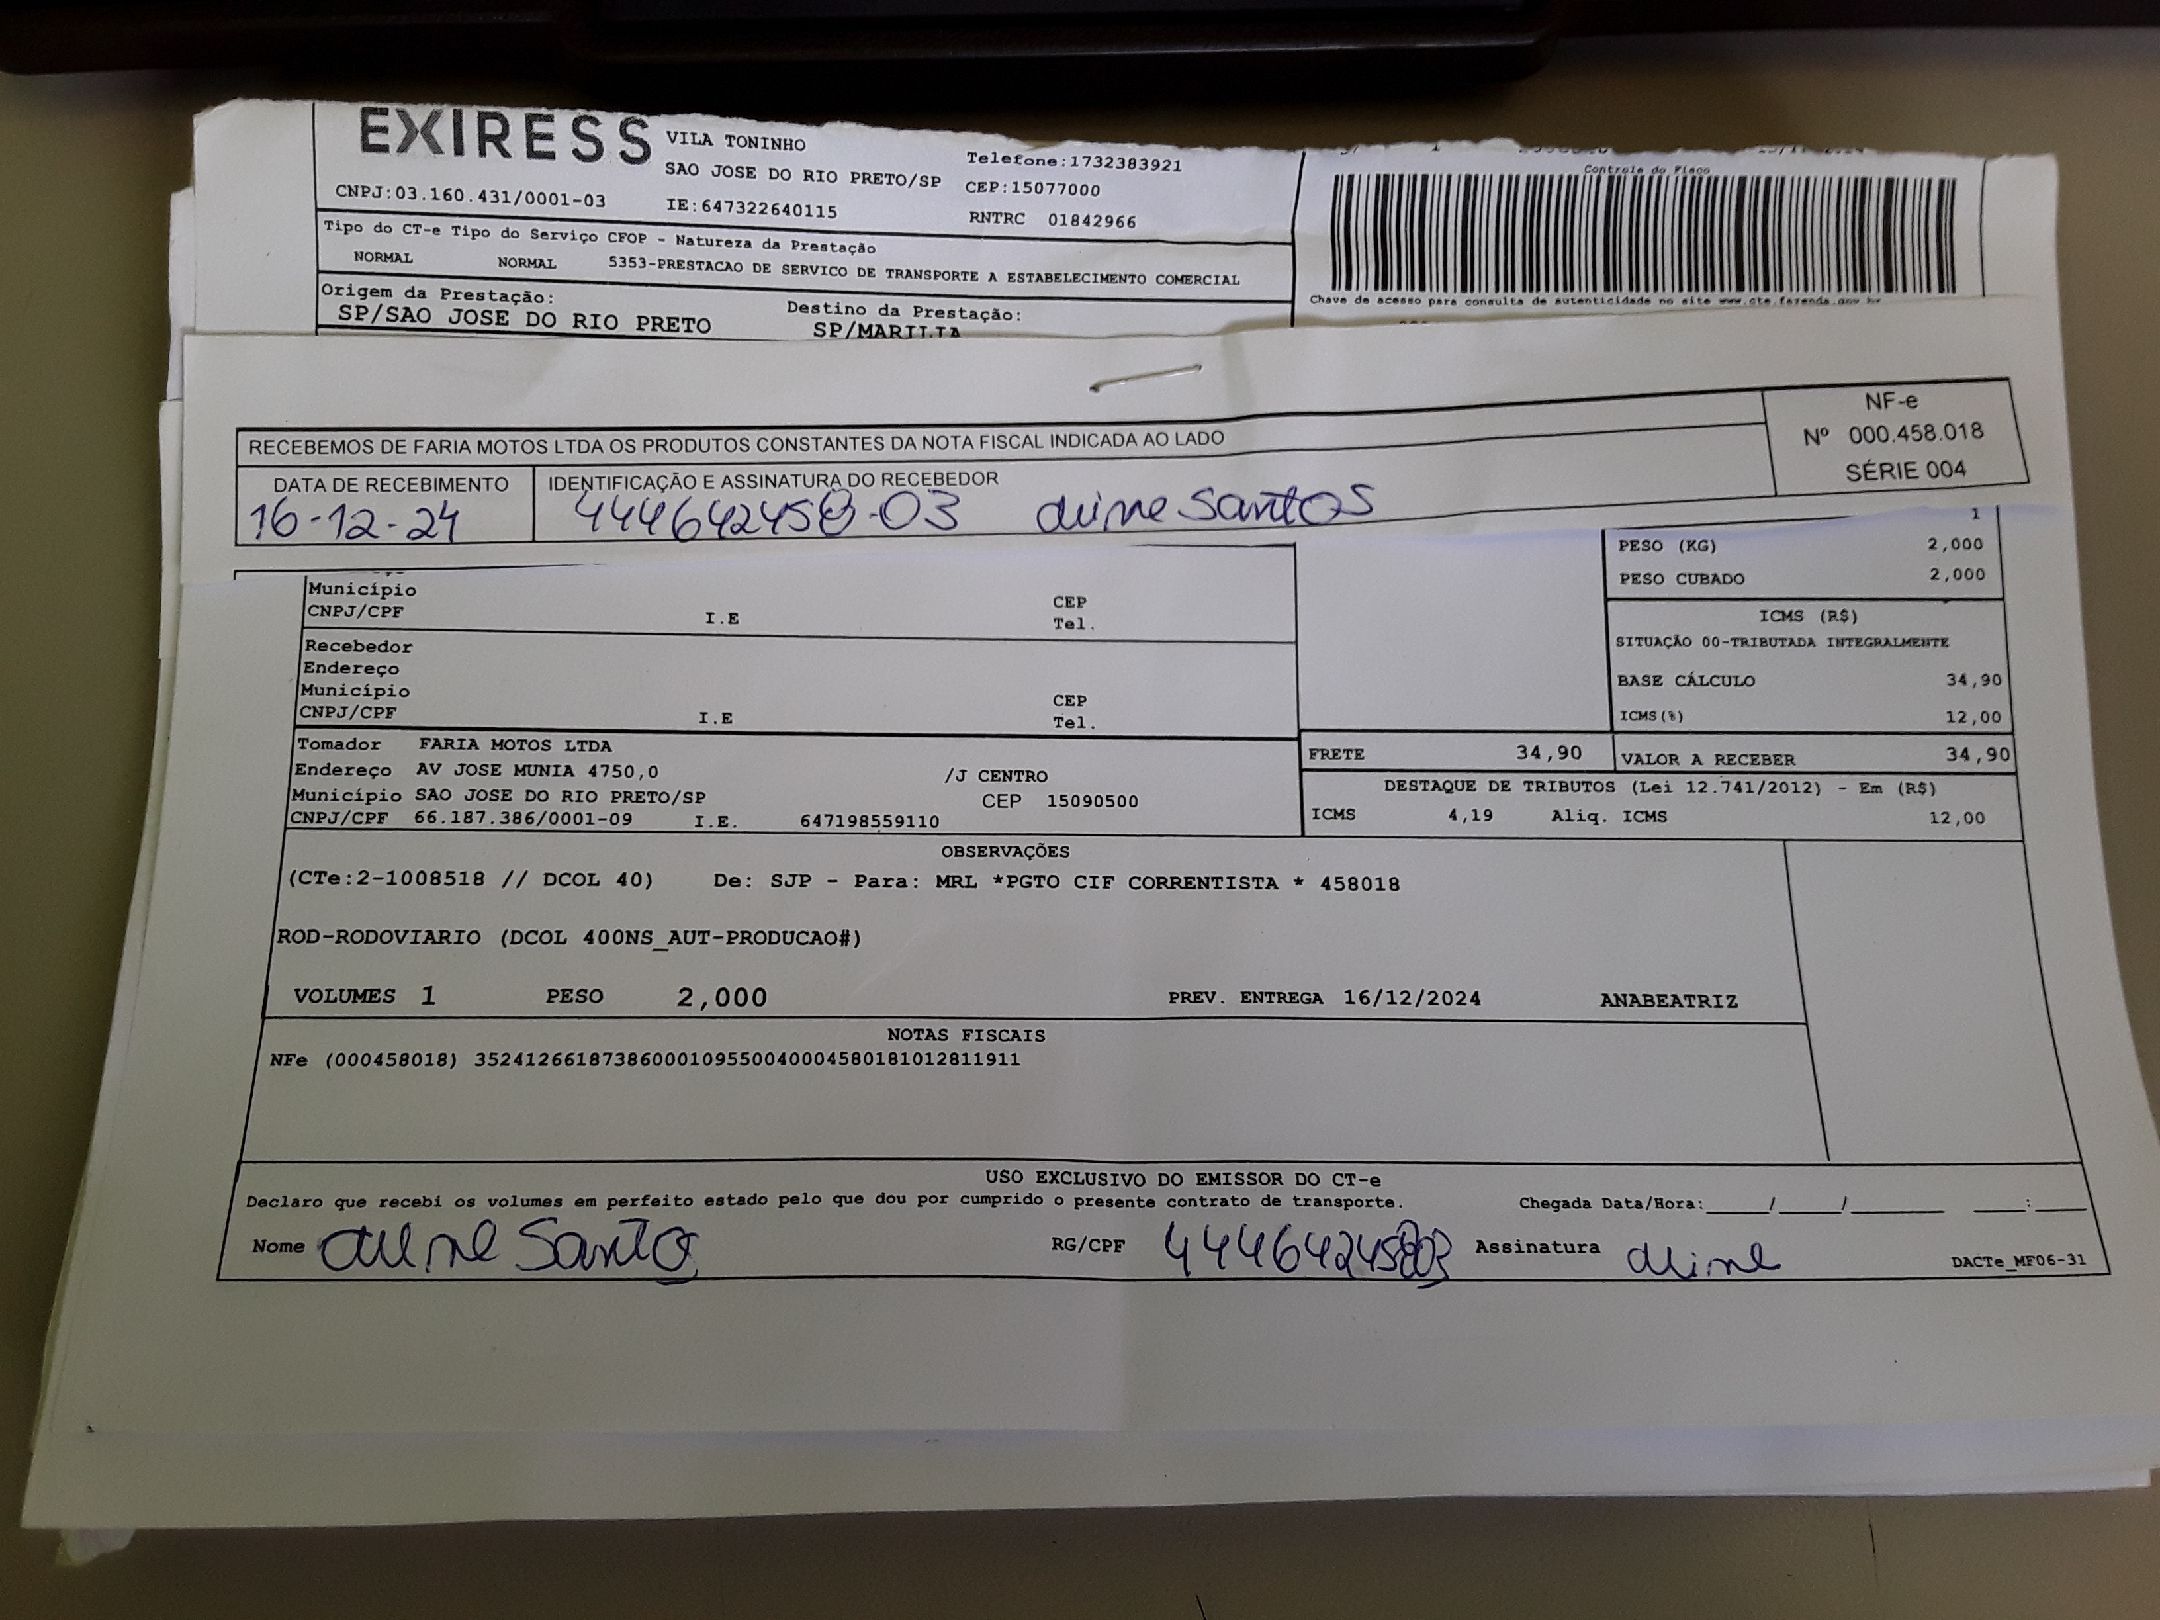 EXIRESS
VILA TONINHO
SAO JOSE DO RIO PRETO/SP
Telefone:1732383921
CEP:15077000
CNPJ:03.160.431/0001-03
IE:647322640115
RNTRC 01842966
Controle do Fisco
Tipo do CT-e Tipo do Serviço CFOP - Natureza da Prestação
NORMAL NORMAL 5353-PRESTACAO DE SERVICO DE TRANSPORTE A ESTABELECIMENTO COMERCIAL
Chave de acesso para consulta de autenticidade no site www.cte.fazenda.gov.br
Origem da Prestação: Destino da Prestação:
SP/SAO JOSE DO RIO PRETO SP/MARILIA
RECEBEMOS DE FARIA MOTOS LTDA OS PRODUTOS CONSTANTES DA NOTA FISCAL INDICADA AO LADO
NF-e
Nº 000.458.018
SÉRIE 004
DATA DE RECEBIMENTO
16-12-24
IDENTIFICAÇÃO E ASSINATURA DO RECEBEDOR
444642458-03 Santos
1
PESO (KG) 2,000
PESO CUBADO 2,000
Município CEP
CNPJ/CPF I.E Tel.
ICMS (R$)
SITUAÇÃO 00-TRIBUTADA INTEGRALMENTE
BASE CÁLCULO 34,90
ICMS(%) 12,00
Recebedor
Endereço
Município CEP
CNPJ/CPF I.E Tel.
Tomador FARIA MOTOS LTDA
Endereço AV JOSE MUNIA 4750,0 /J CENTRO
Município SAO JOSE DO RIO PRETO/SP CEP 15090500
CNPJ/CPF 66.187.386/0001-09 I.E. 647198559110
FRETE 34,90 VALOR A RECEBER 34,90
DESTAQUE DE TRIBUTOS (Lei 12.741/2012) - Em (R$)
ICMS 4,19 Aliq. ICMS 12,00
OBSERVAÇÕES
(CTe:2-1008518 // DCOL 40) De: SJP - Para: MRL *PGTO CIF CORRENTISTA * 458018
ROD-RODOVIARIO (DCOL 400NS_AUT-PRODUCAO#)
VOLUMES 1 PESO 2,000 PREV. ENTREGA 16/12/2024 ANABEATRIZ
NOTAS FISCAIS
NFe (000458018) 35241266187386000109550040004580181012811911
USO EXCLUSIVO DO EMISSOR DO CT-e
Declaro que recebi os volumes em perfeito estado pelo que dou por cumprido o presente contrato de transporte. Chegada Data/Hora:_____/_____/________ ____:____
Nome Santos RG/CPF 44464245803 Assinatura
DACTe_MF06-31